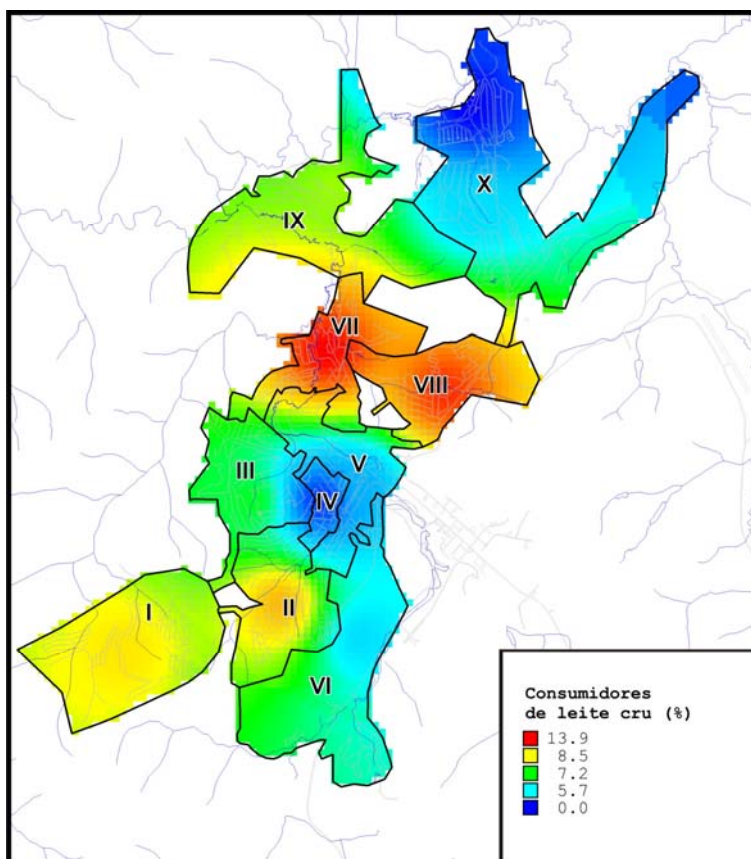 X
IX
VII
VIII
III
V
IV
I
II
VI
Consumidores
de leite cru (%)
13.9
8.5
7.2
5.7
0.0